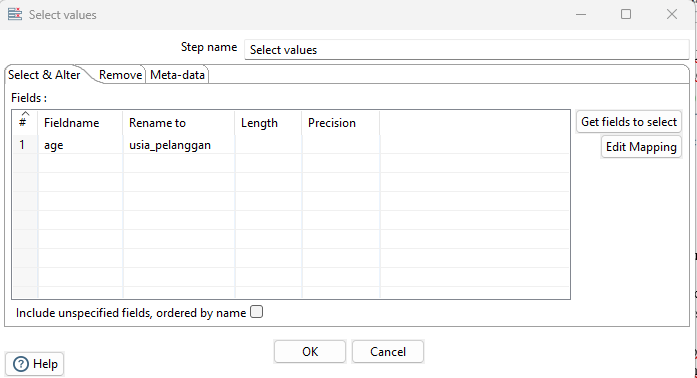 Select values
Step name Select values
Select & Alter Remove Meta-data
Fields :
# Fieldname Rename to Length Precision
1 age usia_pelanggan
Get fields to select
Edit Mapping
Include unspecified fields, ordered by name
OK Cancel
Help